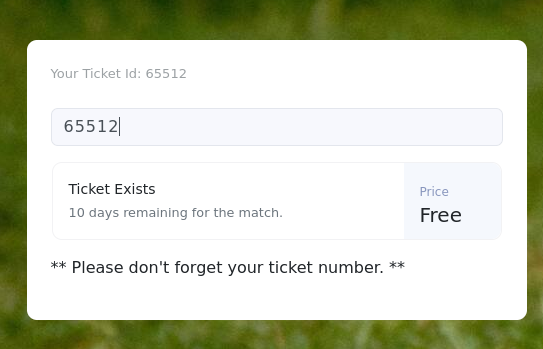 Your Ticket Id: 65512
65512
Ticket Exists
10 days remaining for the match.
Price
Free
** Please don't forget your ticket number. **